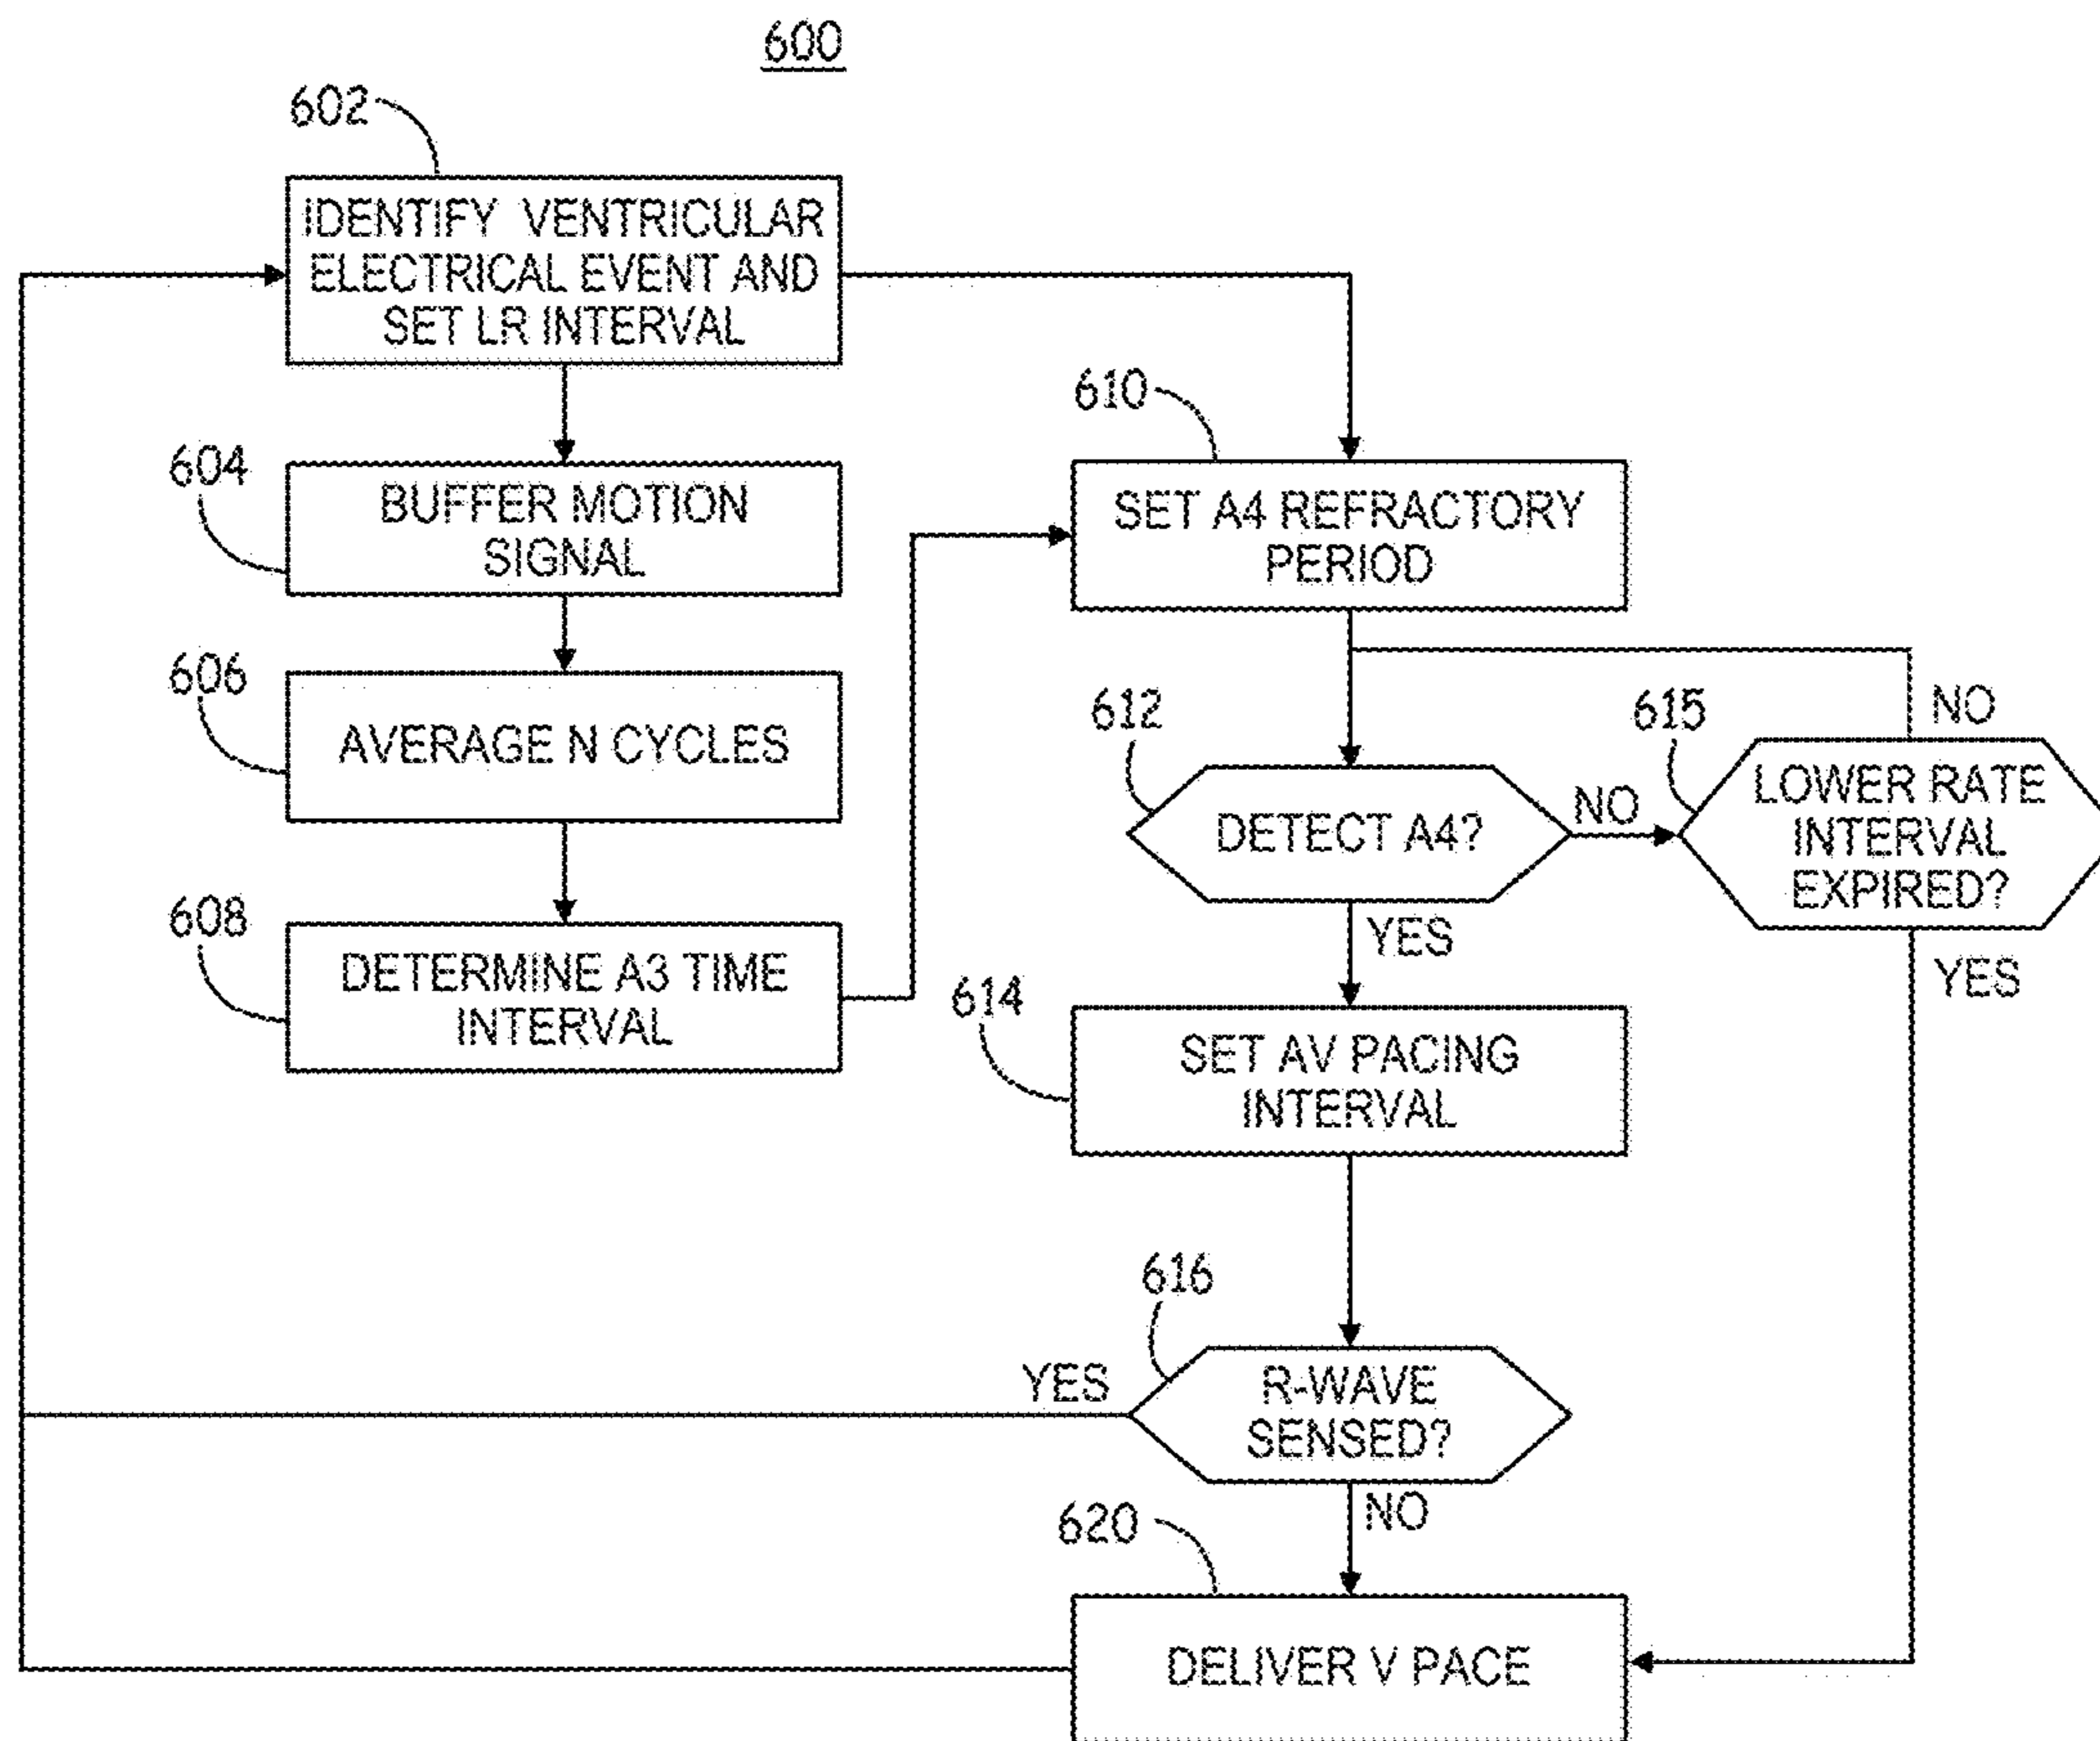 600
602
IDENTIFY VENTRICULAR
ELECTRICAL EVENT AND
SET LR INTERVAL
604
BUFFER MOTION
SIGNAL
606
AVERAGE N CYCLES
608
DETERMINE A3 TIME
INTERVAL
610
SET A4 REFRACTORY
PERIOD
612
DETECT A4?
NO
615
NO
LOWER RATE
INTERVAL
EXPIRED?
YES
YES
614
SET AV PACING
INTERVAL
616
YES
R-WAVE
SENSED?
NO
620
DELIVER V PACE